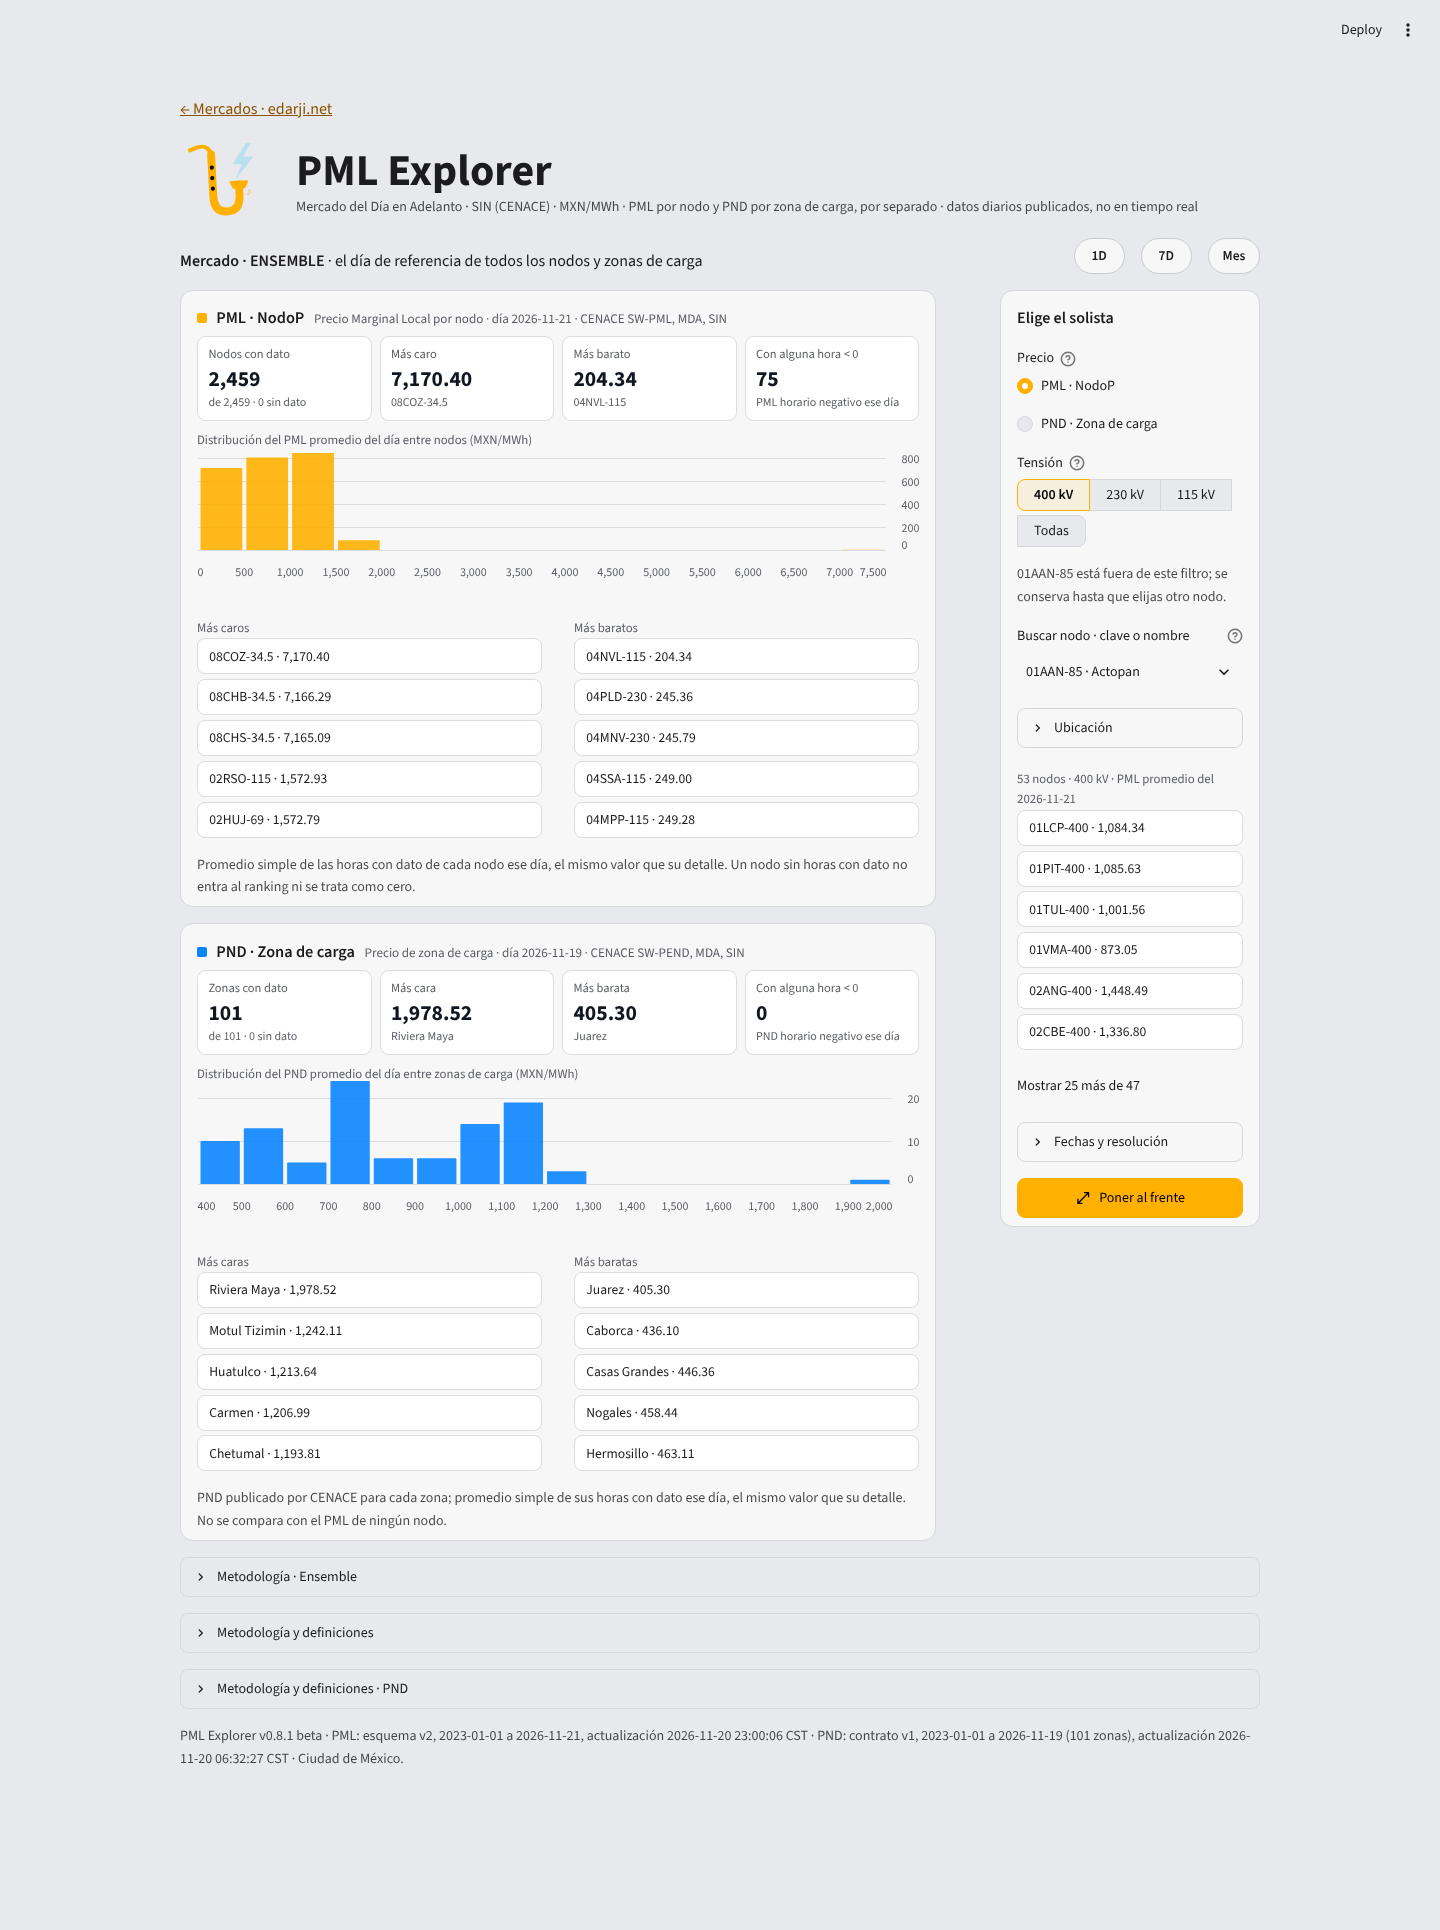 Deploy
← Mercados · edarji.net
PML Explorer
Mercado del Día en Adelanto · SIN (CENACE) · MXN/MWh · PML por nodo y PND por zona de carga, por separado · datos diarios publicados, no en tiempo real
Mercado · ENSEMBLE · el día de referencia de todos los nodos y zonas de carga
1D
7D
Mes
PML · NodoP Precio Marginal Local por nodo · día 2026-11-21 · CENACE SW-PML, MDA, SIN
Nodos con dato
2,459
de 2,459 · 0 sin dato
Más caro
7,170.40
08COZ-34.5
Más barato
204.34
04NVL-115
Con alguna hora < 0
75
PML horario negativo ese día
Distribución del PML promedio del día entre nodos (MXN/MWh)
800
600
400
200
0
0 500 1,000 1,500 2,000 2,500 3,000 3,500 4,000 4,500 5,000 5,500 6,000 6,500 7,000 7,500
Más caros
08COZ-34.5 · 7,170.40
08CHB-34.5 · 7,166.29
08CHS-34.5 · 7,165.09
02RSO-115 · 1,572.93
02HUJ-69 · 1,572.79
Más baratos
04NVL-115 · 204.34
04PLD-230 · 245.36
04MNV-230 · 245.79
04SSA-115 · 249.00
04MPP-115 · 249.28
Promedio simple de las horas con dato de cada nodo ese día, el mismo valor que su detalle. Un nodo sin horas con dato no
entra al ranking ni se trata como cero.
PND · Zona de carga Precio de zona de carga · día 2026-11-19 · CENACE SW-PEND, MDA, SIN
Zonas con dato
101
de 101 · 0 sin dato
Más cara
1,978.52
Riviera Maya
Más barata
405.30
Juarez
Con alguna hora < 0
0
PND horario negativo ese día
Distribución del PND promedio del día entre zonas de carga (MXN/MWh)
20
10
0
400 500 600 700 800 900 1,000 1,100 1,200 1,300 1,400 1,500 1,600 1,700 1,800 1,900 2,000
Más caras
Riviera Maya · 1,978.52
Motul Tizimin · 1,242.11
Huatulco · 1,213.64
Carmen · 1,206.99
Chetumal · 1,193.81
Más baratas
Juarez · 405.30
Caborca · 436.10
Casas Grandes · 446.36
Nogales · 458.44
Hermosillo · 463.11
PND publicado por CENACE para cada zona; promedio simple de sus horas con dato ese día, el mismo valor que su detalle.
No se compara con el PML de ningún nodo.
Elige el solista
Precio
PML · NodoP
PND · Zona de carga
Tensión
400 kV
230 kV
115 kV
Todas
01AAN-85 está fuera de este filtro; se
conserva hasta que elijas otro nodo.
Buscar nodo · clave o nombre
01AAN-85 · Actopan
Ubicación
53 nodos · 400 kV · PML promedio del
2026-11-21
01LCP-400 · 1,084.34
01PIT-400 · 1,085.63
01TUL-400 · 1,001.56
01VMA-400 · 873.05
02ANG-400 · 1,448.49
02CBE-400 · 1,336.80
Mostrar 25 más de 47
Fechas y resolución
Poner al frente
Metodología · Ensemble
Metodología y definiciones
Metodología y definiciones · PND
PML Explorer v0.8.1 beta · PML: esquema v2, 2023-01-01 a 2026-11-21, actualización 2026-11-20 23:00:06 CST · PND: contrato v1, 2023-01-01 a 2026-11-19 (101 zonas), actualización 2026-
11-20 06:32:27 CST · Ciudad de México.